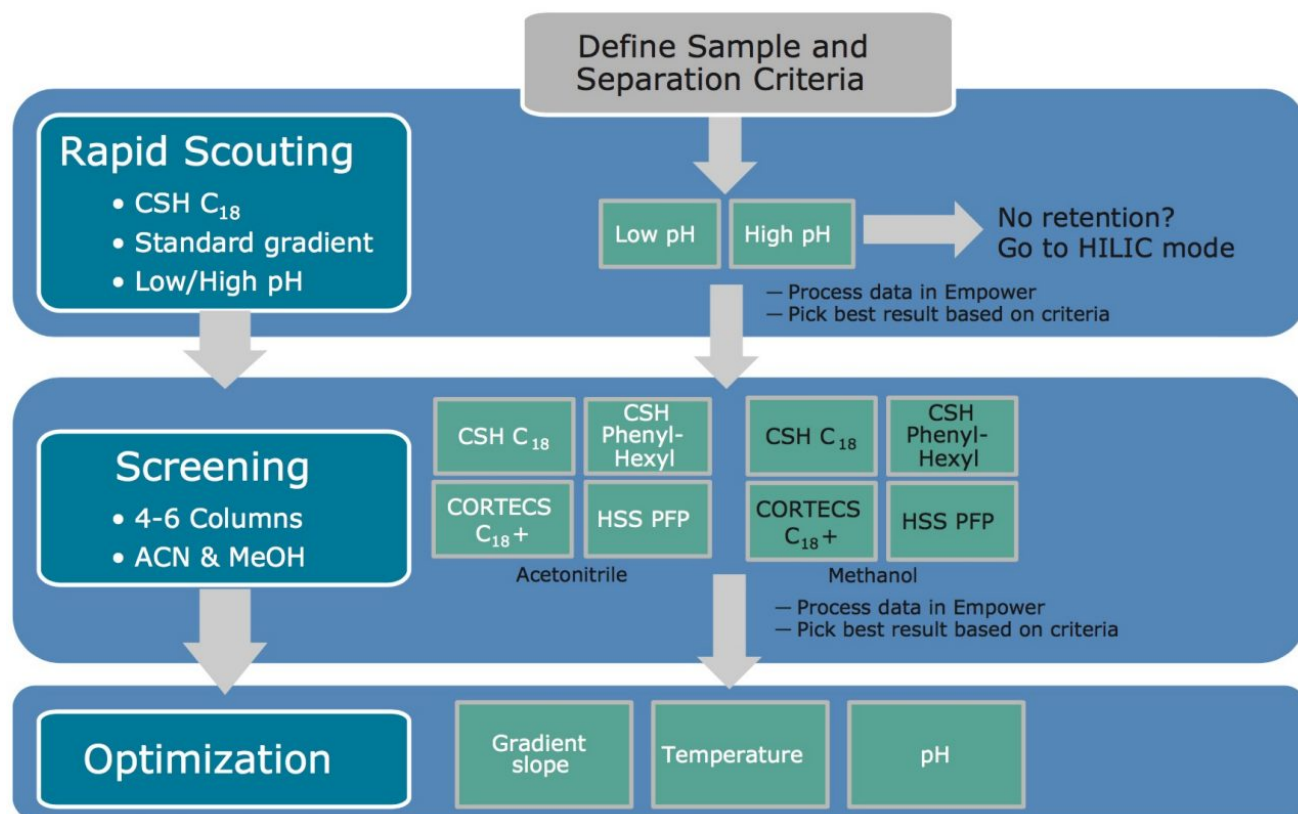 Define Sample and
Separation Criteria
Rapid Scouting
• CSH C₁₈
• Standard gradient
• Low/High pH
Low pH
High pH
No retention?
Go to HILIC mode
— Process data in Empower
— Pick best result based on criteria
Screening
• 4-6 Columns
• ACN & MeOH
CSH C₁₈
CSH
Phenyl-
Hexyl
CORTECS
C₁₈+
HSS PFP
Acetonitrile
CSH C₁₈
CSH
Phenyl-
Hexyl
CORTECS
C₁₈+
HSS PFP
Methanol
— Process data in Empower
— Pick best result based on criteria
Optimization
Gradient
slope
Temperature
pH